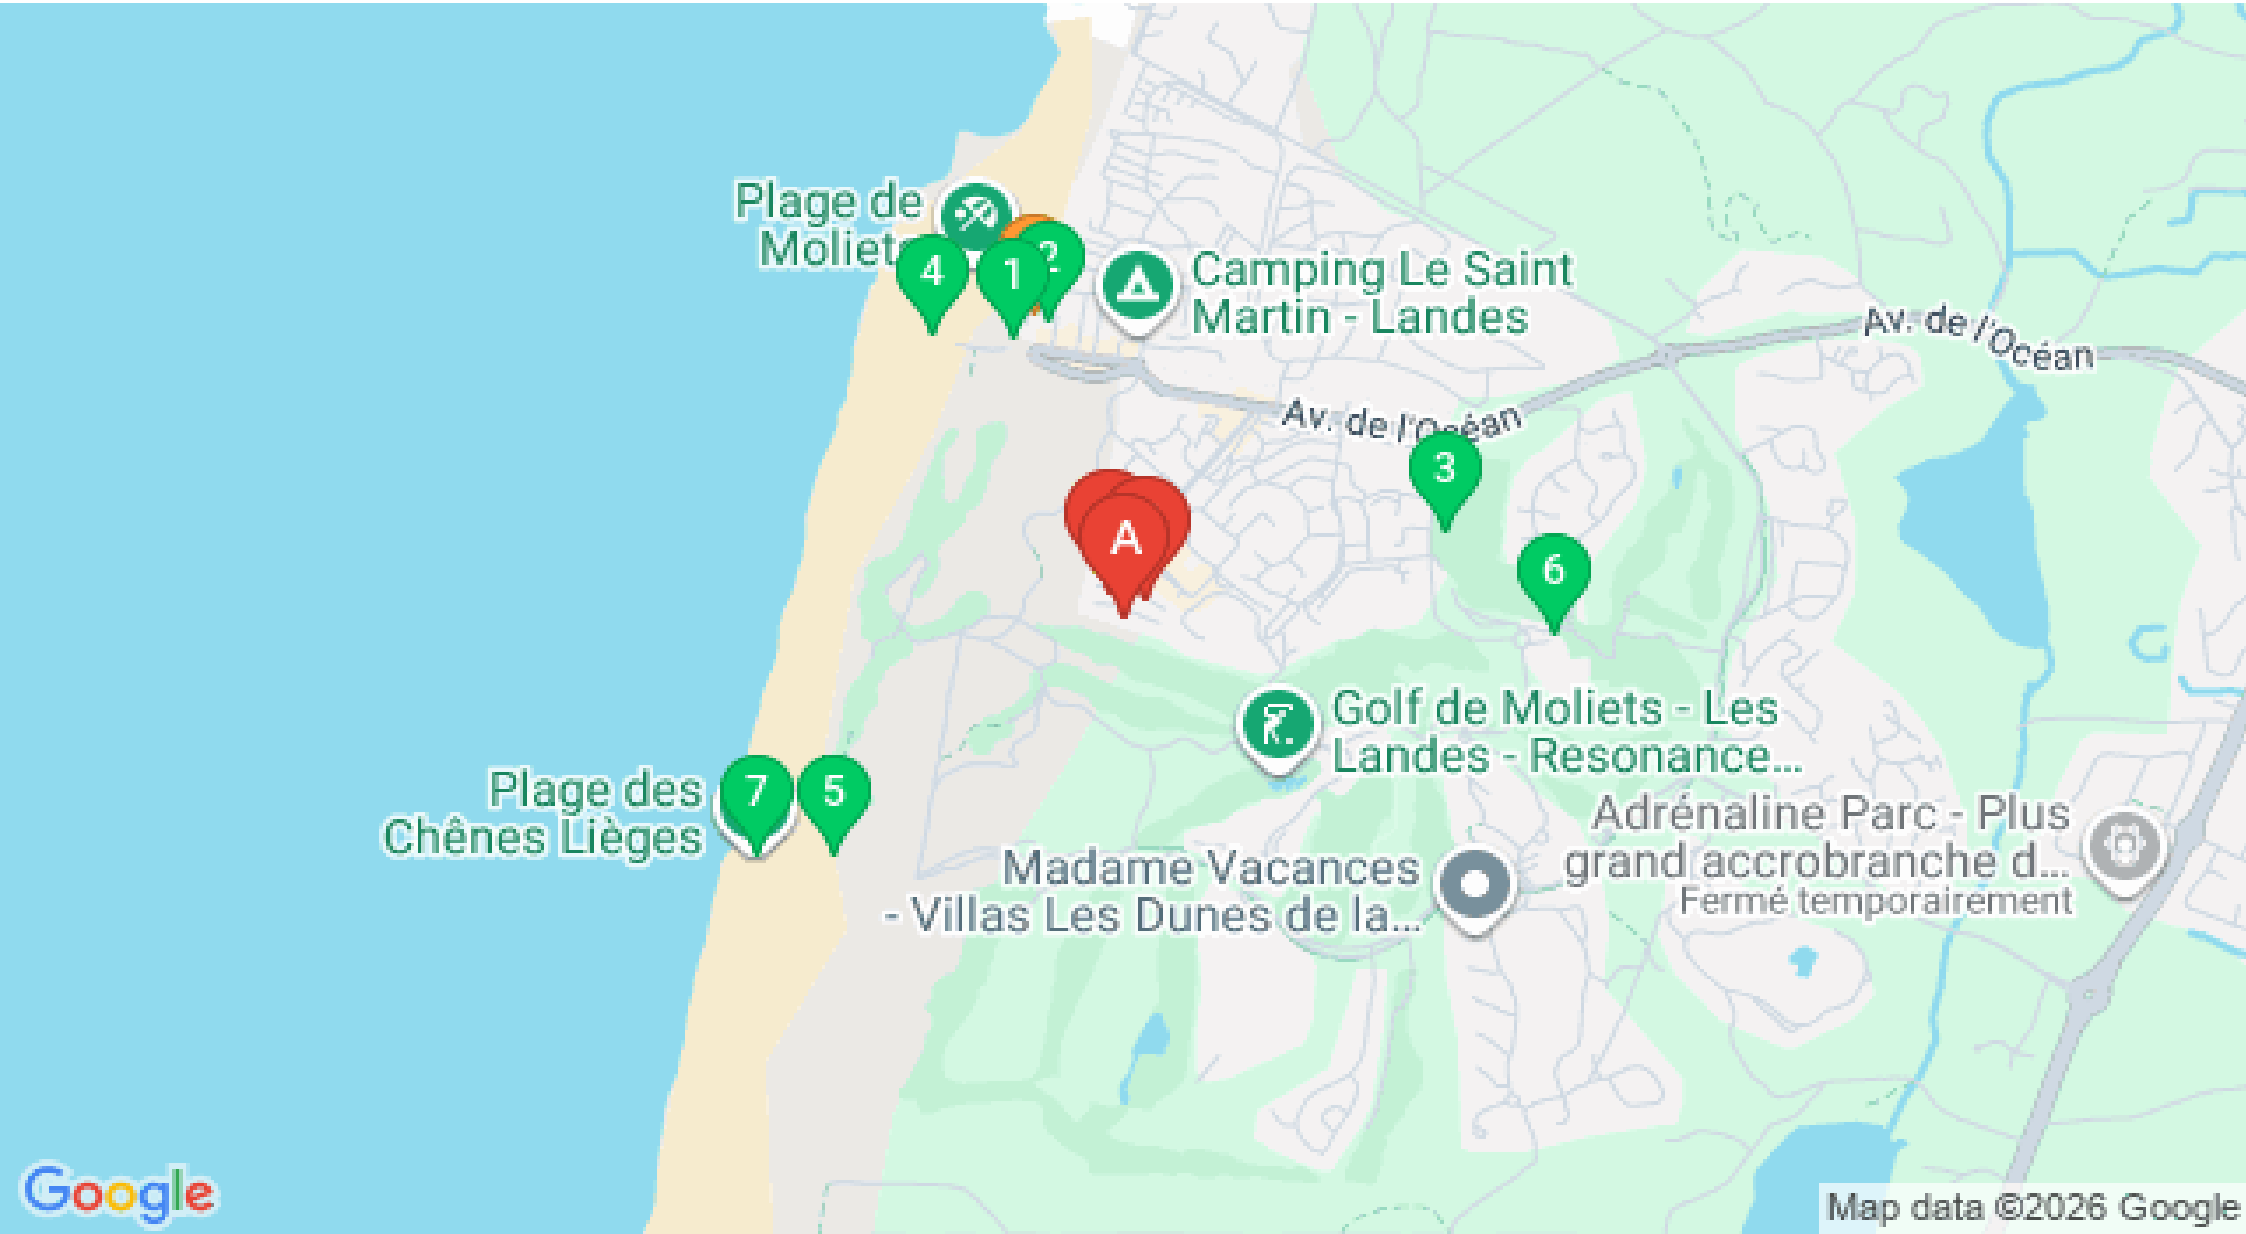 Plage de
Moliets
4
1
2
Camping Le Saint
Martin - Landes
Av. de l'Océan
Av. de l'Océan
3
A
6
Golf de Moliets - Les
Landes - Resonance...
Plage des
Chênes Lièges
7
5
Adrénaline Parc - Plus
grand accrobranche d...
Fermé temporairement
Madame Vacances
- Villas Les Dunes de la...
Google
Map data ©2026 Google